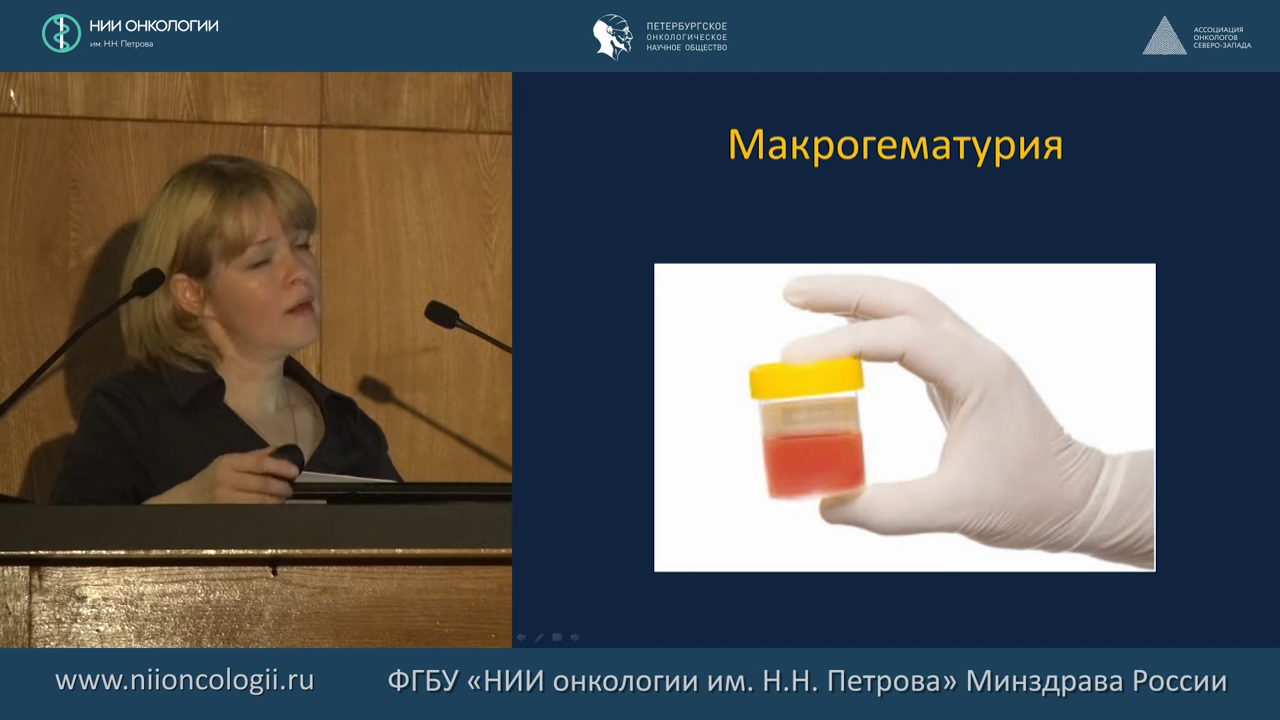 НИИ ОНКОЛОГИИ
им. Н.Н. Петрова
ПЕТЕРБУРГСКОЕ
ОНКОЛОГИЧЕСКОЕ
НАУЧНОЕ ОБЩЕСТВО
АССОЦИАЦИЯ
ОНКОЛОГОВ
СЕВЕРО-ЗАПАДА
Макрогематурия
www.niioncologii.ru
ФГБУ «НИИ онкологии им. Н.Н. Петрова» Минздрава России